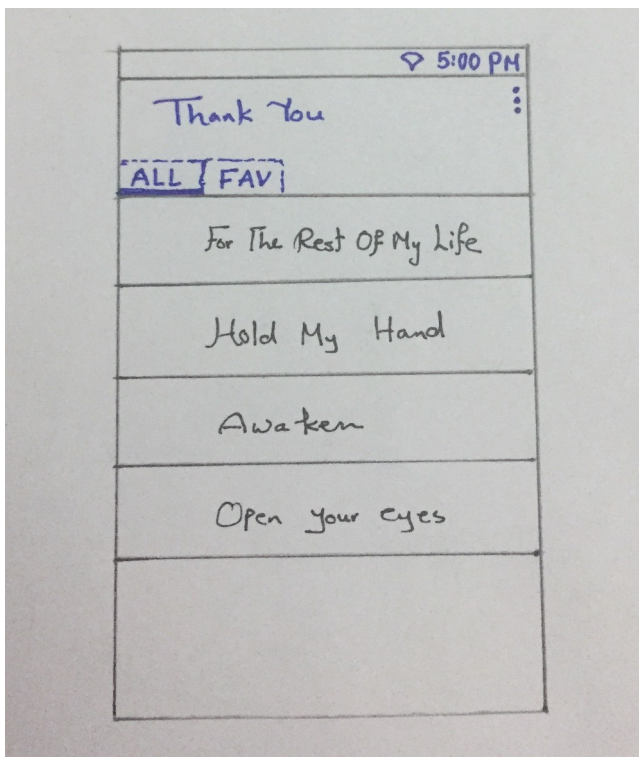 5:00 PM
Thank You
ALL FAV
For The Rest Of My Life
Hold My Hand
Awaken
Open your eyes